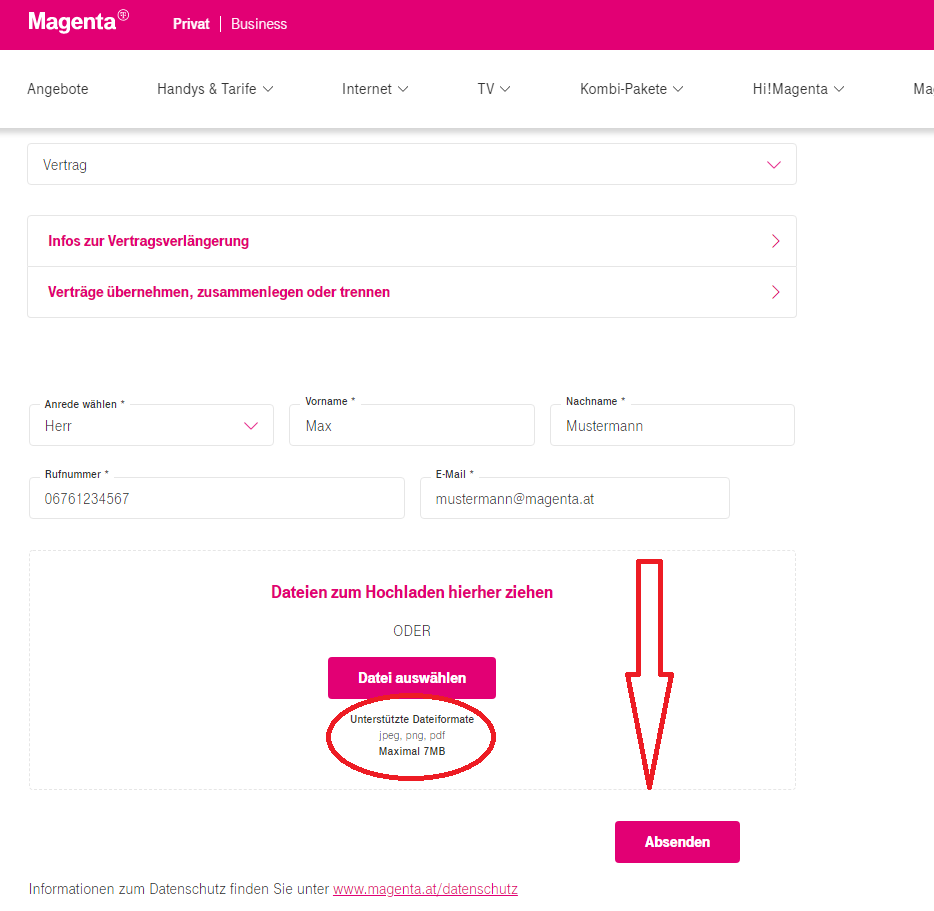 Magenta
Privat | Business
Angebote Handys & Tarife Internet TV Kombi-Pakete Hi!Magenta
Vertrag
Infos zur Vertragsverlängerung
Verträge übernehmen, zusammenlegen oder trennen
Anrede wählen * Vorname * Nachname *
Herr Max Mustermann
Rufnummer * E-Mail *
06761234567 mustermann@magenta.at
Dateien zum Hochladen hierher ziehen
ODER
Datei auswählen
Unterstützte Dateiformate
jpeg, png, pdf
Maximal 7MB
Absenden
Informationen zum Datenschutz finden Sie unter www.magenta.at/datenschutz